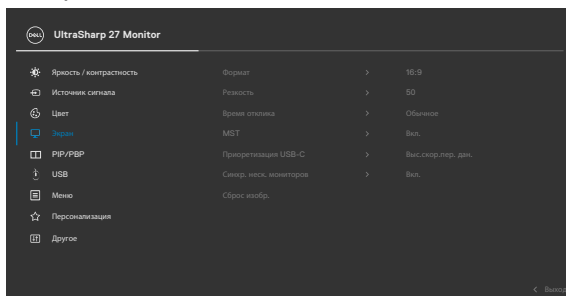 DELL UltraSharp 27 Monitor
Яркость / контрастность Формат > 16:9
Источник сигнала Резкость > 50
Цвет Время отклика > Обычное
Экран MST > Вкл.
PIP/PBP Приоретизация USB-C > Выс.скор.пер. дан.
USB Синхр. неск. мониторов > Вкл.
Меню Сброс изобр.
Персонализация
Другое
< Выход